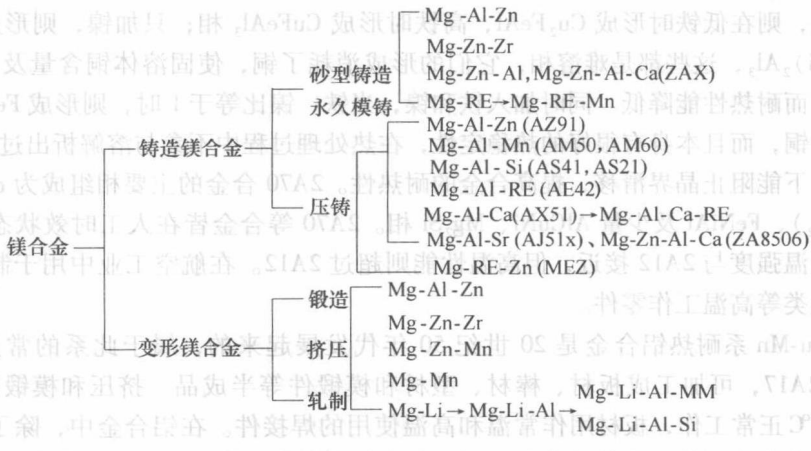 Mg-Al-Zn
Mg-Zn-Zr
砂型铸造
Mg-Zn-Al,Mg-Zn-Al-Ca(ZAX)
永久模铸
Mg-RE→Mg-RE-Mn
Mg-Al-Zn (AZ91)
铸造镁合金
Mg-Al-Mn (AM50, AM60)
Mg-Al-Si (AS41, AS21)
压铸
Mg-Al-RE (AE42)
Mg-Al-Ca(AX51)→Mg-Al-Ca-RE
镁合金
Mg-Al-Sr (AJ51x)、Mg-Zn-Al-Ca (ZA8506)
Mg-RE-Zn (MEZ)
锻造
Mg-Al-Zn
Mg-Zn-Zr
变形镁合金
挤压
Mg-Zn-Mn
Mg-Mn
轧制
Mg-Li→Mg-Li-Al→
Mg-Li-Al-MM
Mg-Li-Al-Si